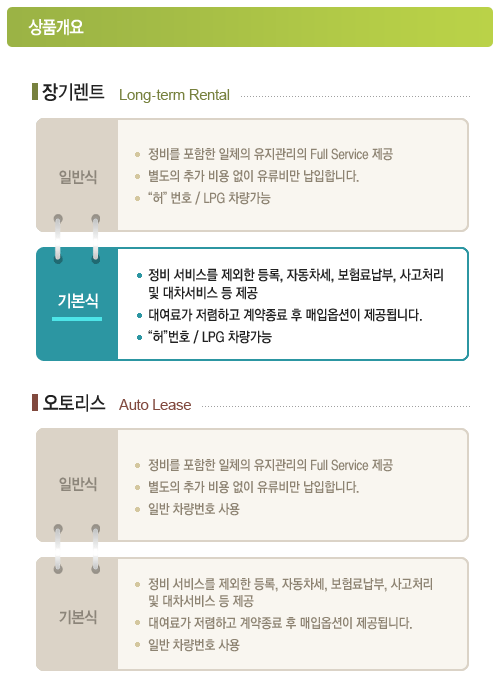 상품개요
장기렌트 Long-term Rental
일반식
정비를 포함한 일체의 유지관리의 Full Service 제공
별도의 추가 비용 없이 유류비만 납입합니다.
“허” 번호 / LPG 차량가능
기본식
정비 서비스를 제외한 등록, 자동차세, 보험료납부, 사고처리
및 대차서비스 등 제공
대여료가 저렴하고 계약종료 후 매입옵션이 제공됩니다.
“허”번호 / LPG 차량가능
오토리스 Auto Lease
일반식
정비를 포함한 일체의 유지관리의 Full Service 제공
별도의 추가 비용 없이 유류비만 납입합니다.
일반 차량번호 사용
기본식
정비 서비스를 제외한 등록, 자동차세, 보험료납부, 사고처리
및 대차서비스 등 제공
대여료가 저렴하고 계약종료 후 매입옵션이 제공됩니다.
일반 차량번호 사용